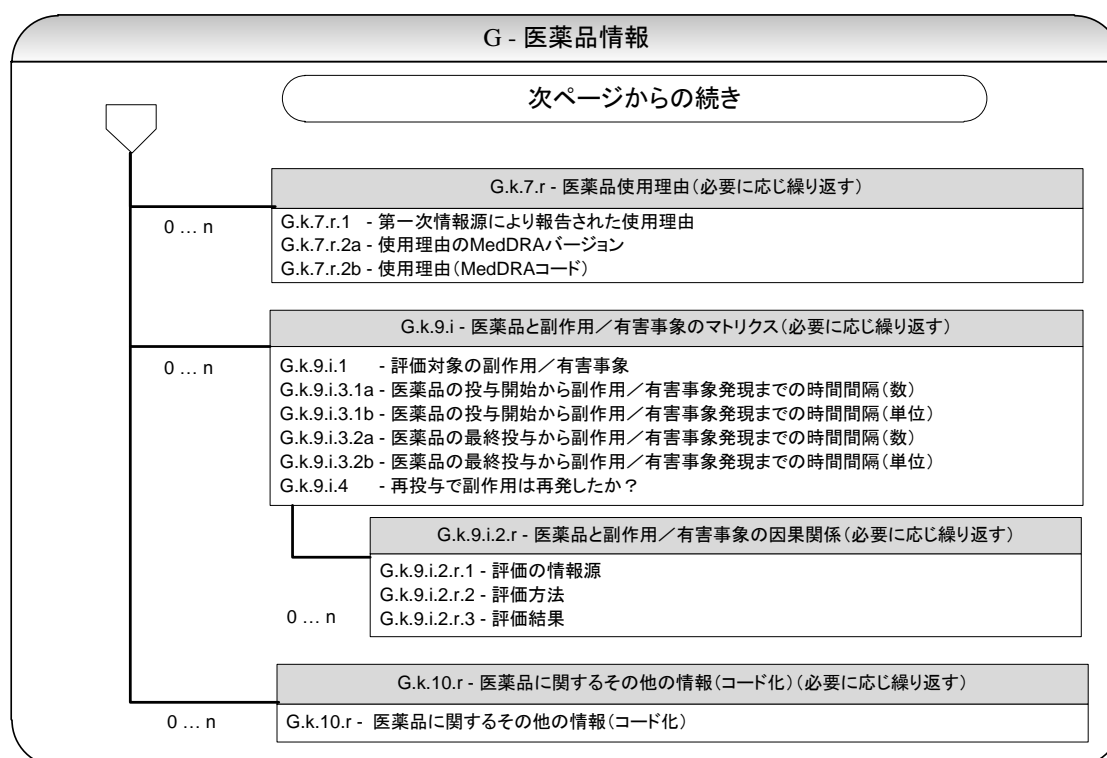 G - 医薬品情報
次ページからの続き
G.k.7.r - 医薬品使用理由（必要に応じ繰り返す）
0 … n
G.k.7.r.1 - 第一次情報源により報告された使用理由
G.k.7.r.2a - 使用理由のMedDRAバージョン
G.k.7.r.2b - 使用理由（MedDRAコード）
G.k.9.i - 医薬品と副作用／有害事象のマトリクス（必要に応じ繰り返す）
0 … n
G.k.9.i.1 - 評価対象の副作用／有害事象
G.k.9.i.3.1a - 医薬品の投与開始から副作用／有害事象発現までの時間間隔（数）
G.k.9.i.3.1b - 医薬品の投与開始から副作用／有害事象発現までの時間間隔（単位）
G.k.9.i.3.2a - 医薬品の最終投与から副作用／有害事象発現までの時間間隔（数）
G.k.9.i.3.2b - 医薬品の最終投与から副作用／有害事象発現までの時間間隔（単位）
G.k.9.i.4 - 再投与で副作用は再発したか？
G.k.9.i.2.r - 医薬品と副作用／有害事象の因果関係（必要に応じ繰り返す）
G.k.9.i.2.r.1 - 評価の情報源
G.k.9.i.2.r.2 - 評価方法
G.k.9.i.2.r.3 - 評価結果
0 … n
G.k.10.r - 医薬品に関するその他の情報（コード化）（必要に応じ繰り返す）
0 … n
G.k.10.r - 医薬品に関するその他の情報（コード化）